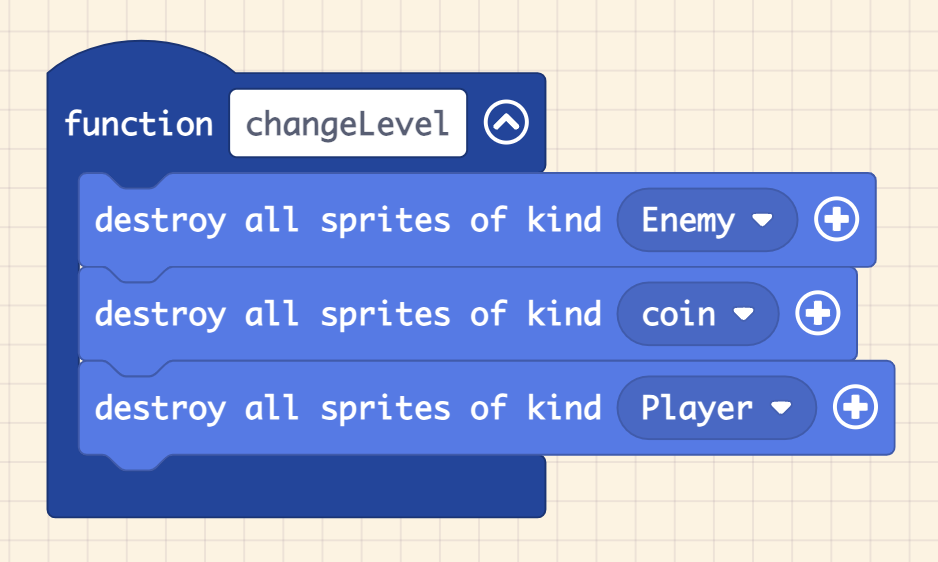 function changeLevel
destroy all sprites of kind Enemy
destroy all sprites of kind coin
destroy all sprites of kind Player